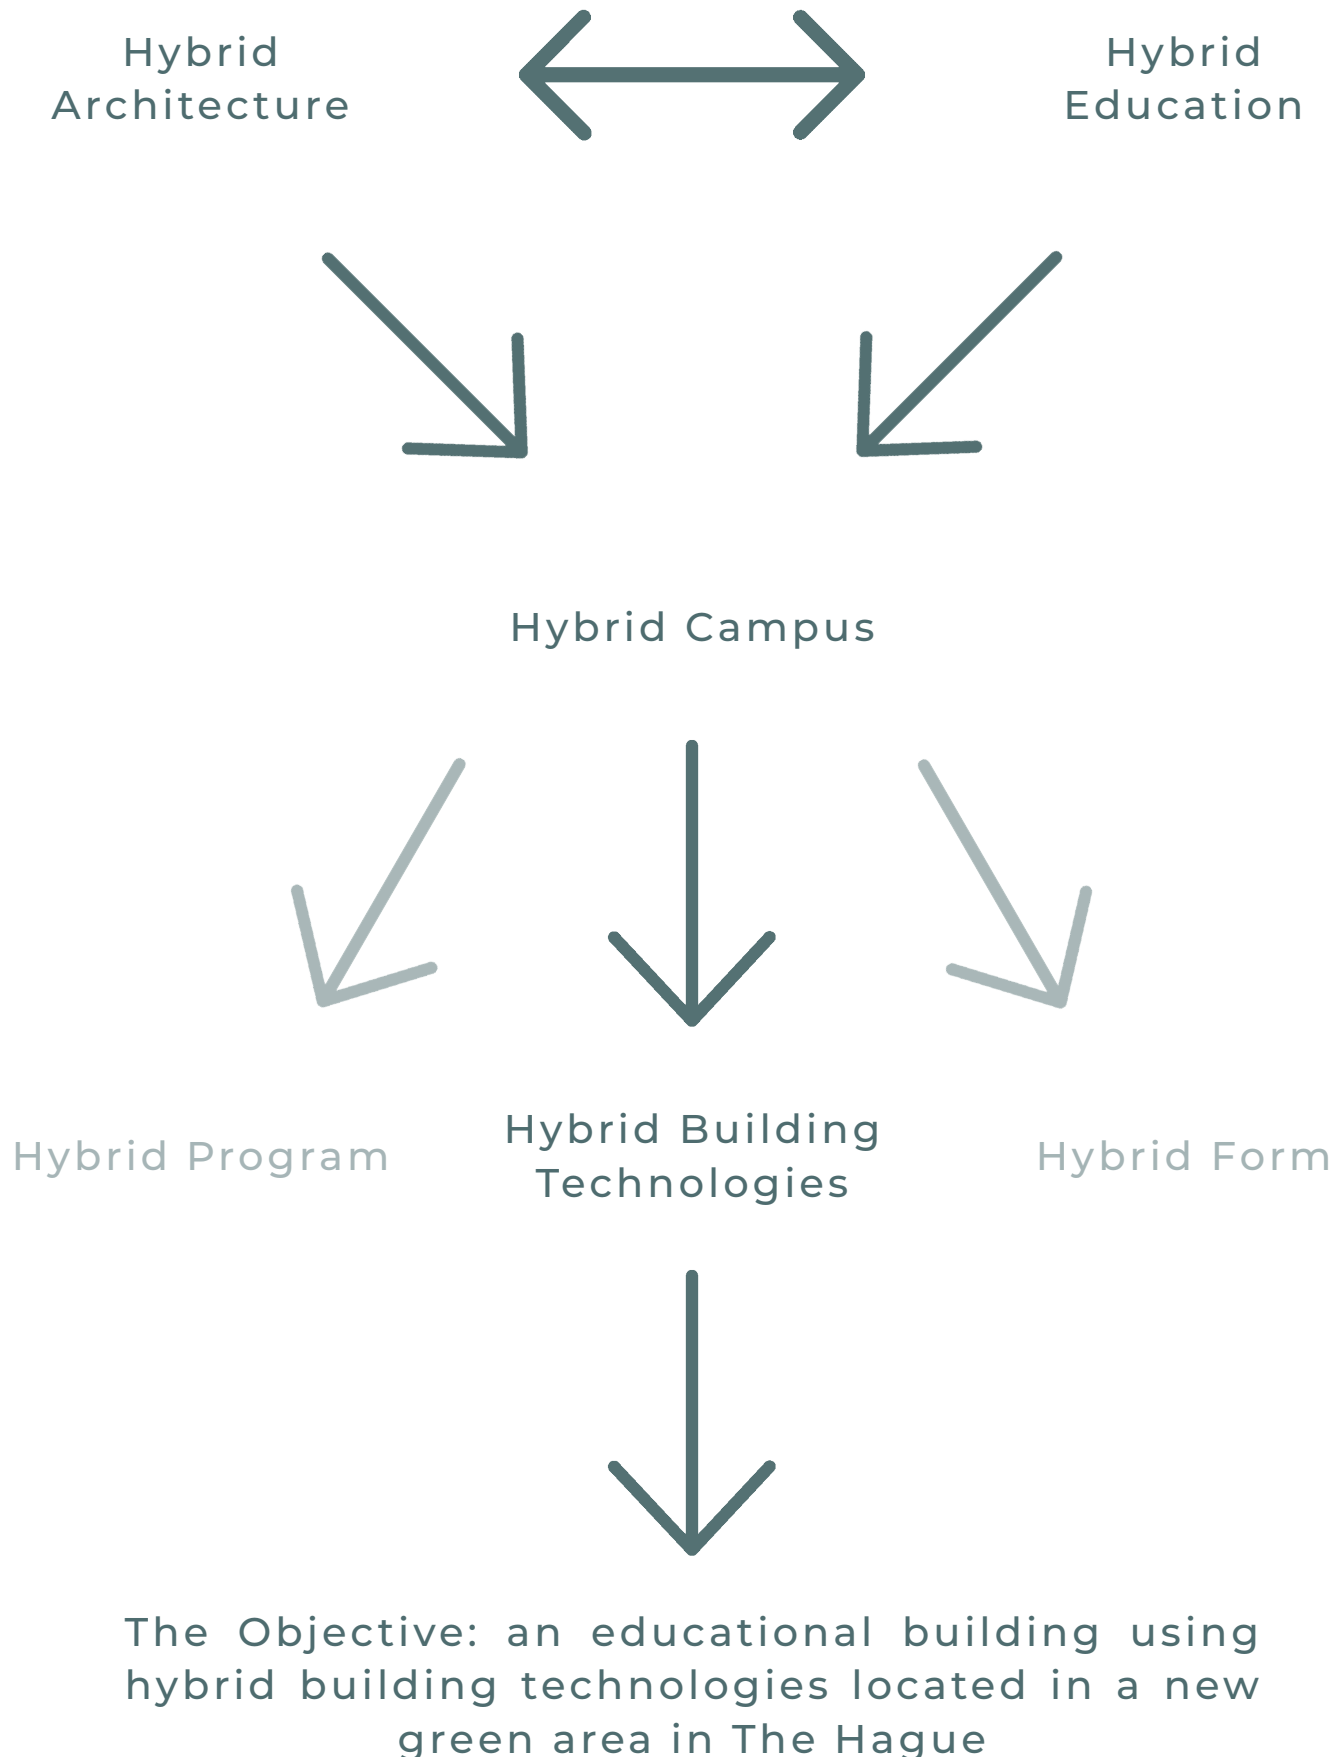 Hybrid
Architecture
Hybrid
Education
Hybrid Campus
Hybrid Program
Hybrid Building
Technologies
Hybrid Form
The Objective: an educational building using
hybrid building technologies located in a new
green area in The Hague